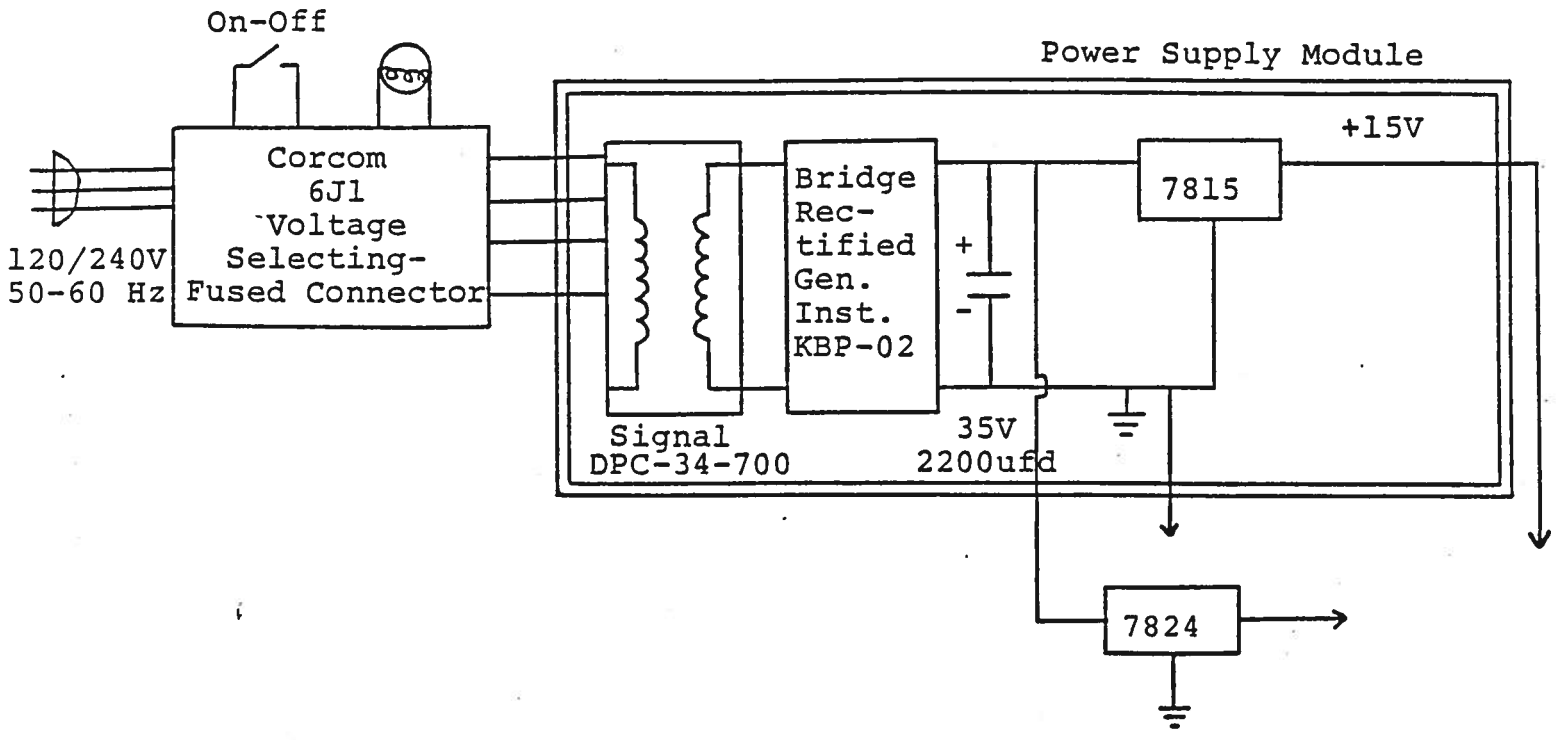 On-Off
Power Supply Module
+15V
Corcom
6J1
Voltage
Selecting-
Fused Connector
120/240V
50-60 Hz
Bridge
Rec-
tified
Gen.
Inst.
KBP-02
+
-
7815
Signal
DPC-34-700
35V
2200ufd
7824